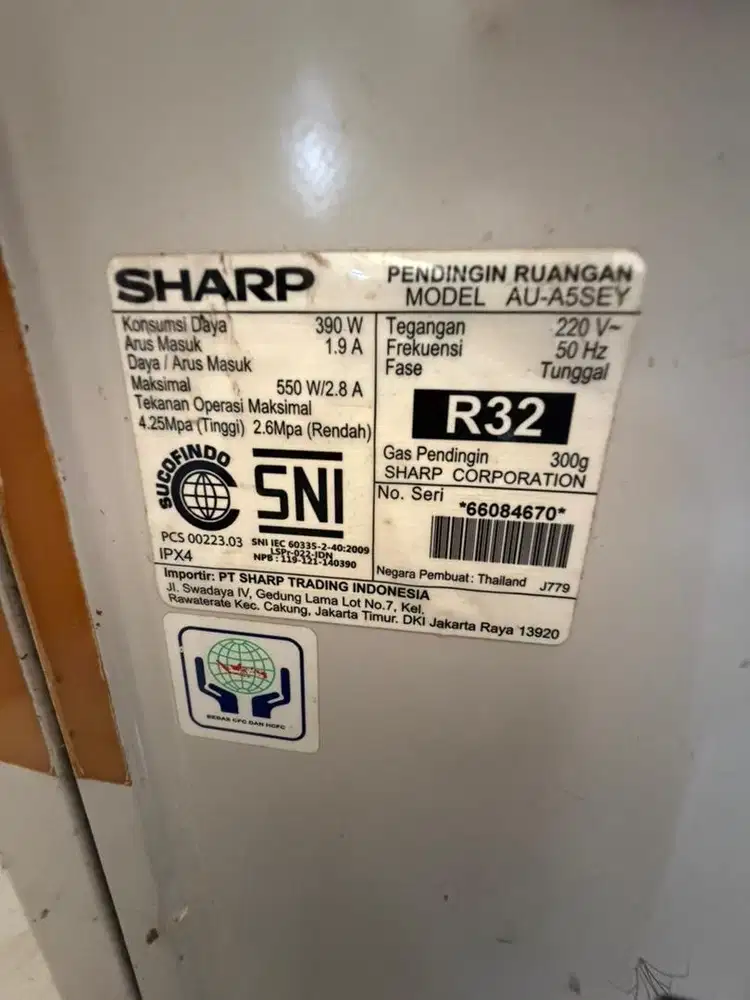 SHARP
PENDINGIN RUANGAN
MODEL AU-A5SEY
Konsumsi Daya 390 W
Arus Masuk 1.9 A
Daya / Arus Masuk
Maksimal 550 W/2.8 A
Tekanan Operasi Maksimal
4.25Mpa (Tinggi) 2.6Mpa (Rendah)
Tegangan 220 V~
Frekuensi 50 Hz
Fase Tunggal
R32
Gas Pendingin 300g
SHARP CORPORATION
SUCOFINDO
SNI
PCS 00223.03
IPX4
SNI IEC 60335-2-40:2009
LSPr-022-IDN
NPB : 119-121-140390
No. Seri
*66084670*
Negara Pembuat: Thailand J779
Importir: PT SHARP TRADING INDONESIA
Jl. Swadaya IV, Gedung Lama Lot No.7, Kel.
Rawaterate Kec. Cakung, Jakarta Timur. DKI Jakarta Raya 13920
BEBAS CFC DAN HCFC